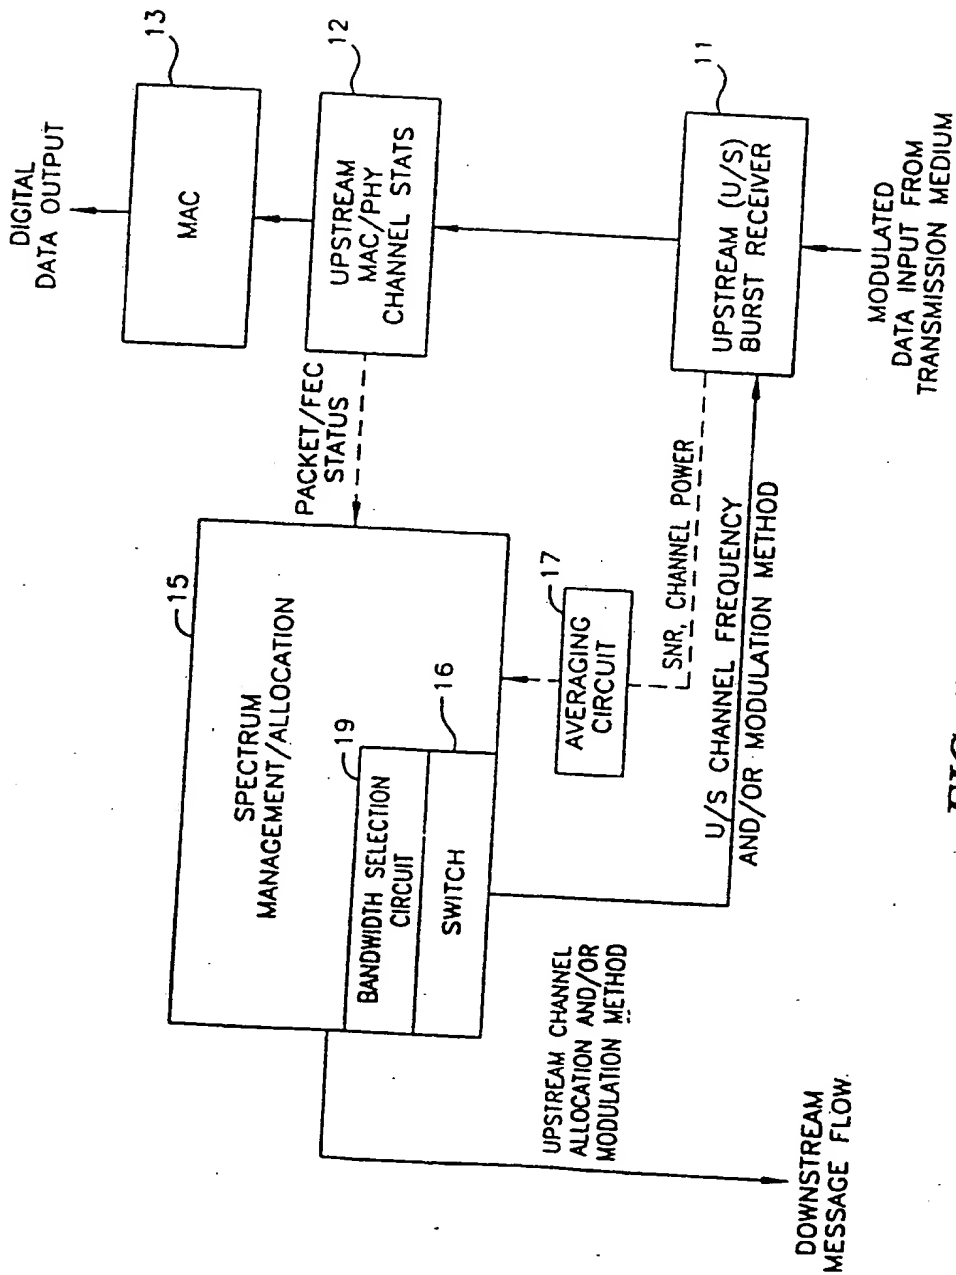 DIGITAL
DATA OUTPUT
13
MAC
12
UPSTREAM
MAC/PHY
CHANNEL STATS
PACKET/FEC
STATUS
11
UPSTREAM (U/S)
BURST RECEIVER
MODULATED
DATA INPUT FROM
TRANSMISSION MEDIUM
15
SPECTRUM
MANAGEMENT/ALLOCATION
19
BANDWIDTH SELECTION
CIRCUIT
16
SWITCH
17
AVERAGING
CIRCUIT
SNR, CHANNEL POWER
U/S CHANNEL FREQUENCY
AND/OR MODULATION METHOD
UPSTREAM CHANNEL
ALLOCATION AND/OR
MODULATION METHOD
DOWNSTREAM
MESSAGE FLOW.